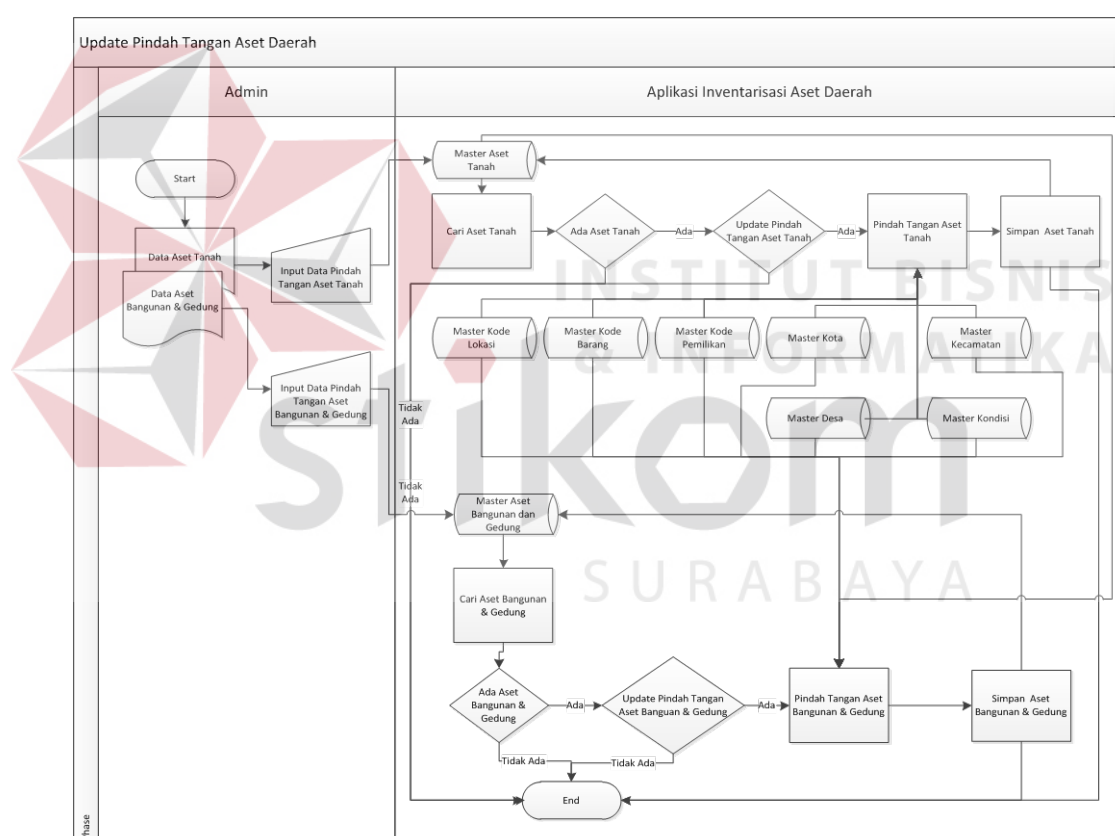 Update Pindah Tangan Aset Daerah
Admin
Aplikasi Inventarisasi Aset Daerah
Start
Data Aset Tanah
Data Aset
Bangunan & Gedung
Input Data Pindah
Tangan Aset Tanah
Input Data Pindah
Tangan Aset
Bangunan & Gedung
Master Aset
Tanah
Cari Aset Tanah
Ada Aset Tanah
Ada
Update Pindah
Tangan Aset Tanah
Ada
Pindah Tangan Aset
Tanah
Simpan Aset Tanah
Master Kode
Lokasi
Master Kode
Barang
Master Kode
Pemilikan
Master Kota
Master
Kecamatan
Master Desa
Master Kondisi
Tidak
Ada
Tidak
Ada
Master Aset
Bangunan dan
Gedung
Cari Aset Bangunan
& Gedung
Ada Aset
Bangunan &
Gedung
Ada
Update Pindah Tangan
Aset Banguan & Gedung
Ada
Pindah Tangan Aset
Bangunan & Gedung
Simpan Aset
Bangunan & Gedung
Tidak Ada
Tidak Ada
End
INSTITUT BISNIS
& INFORMATIKA
stikom
SURABAYA